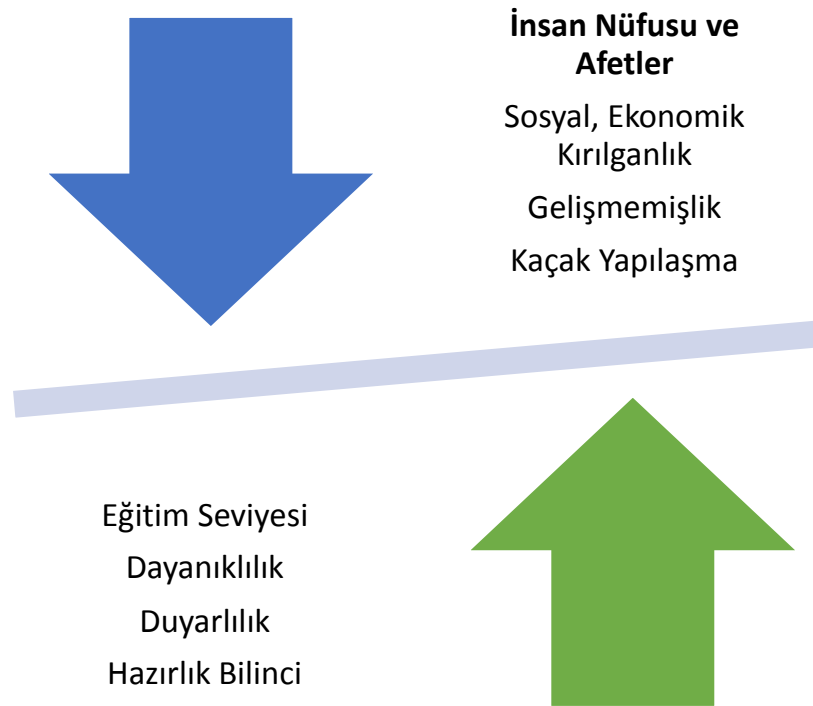 İnsan Nüfusu ve
Afetler
Sosyal, Ekonomik
Kırılganlık
Gelişmemişlik
Kaçak Yapılaşma
Eğitim Seviyesi
Dayanıklılık
Duyarlılık
Hazırlık Bilinci